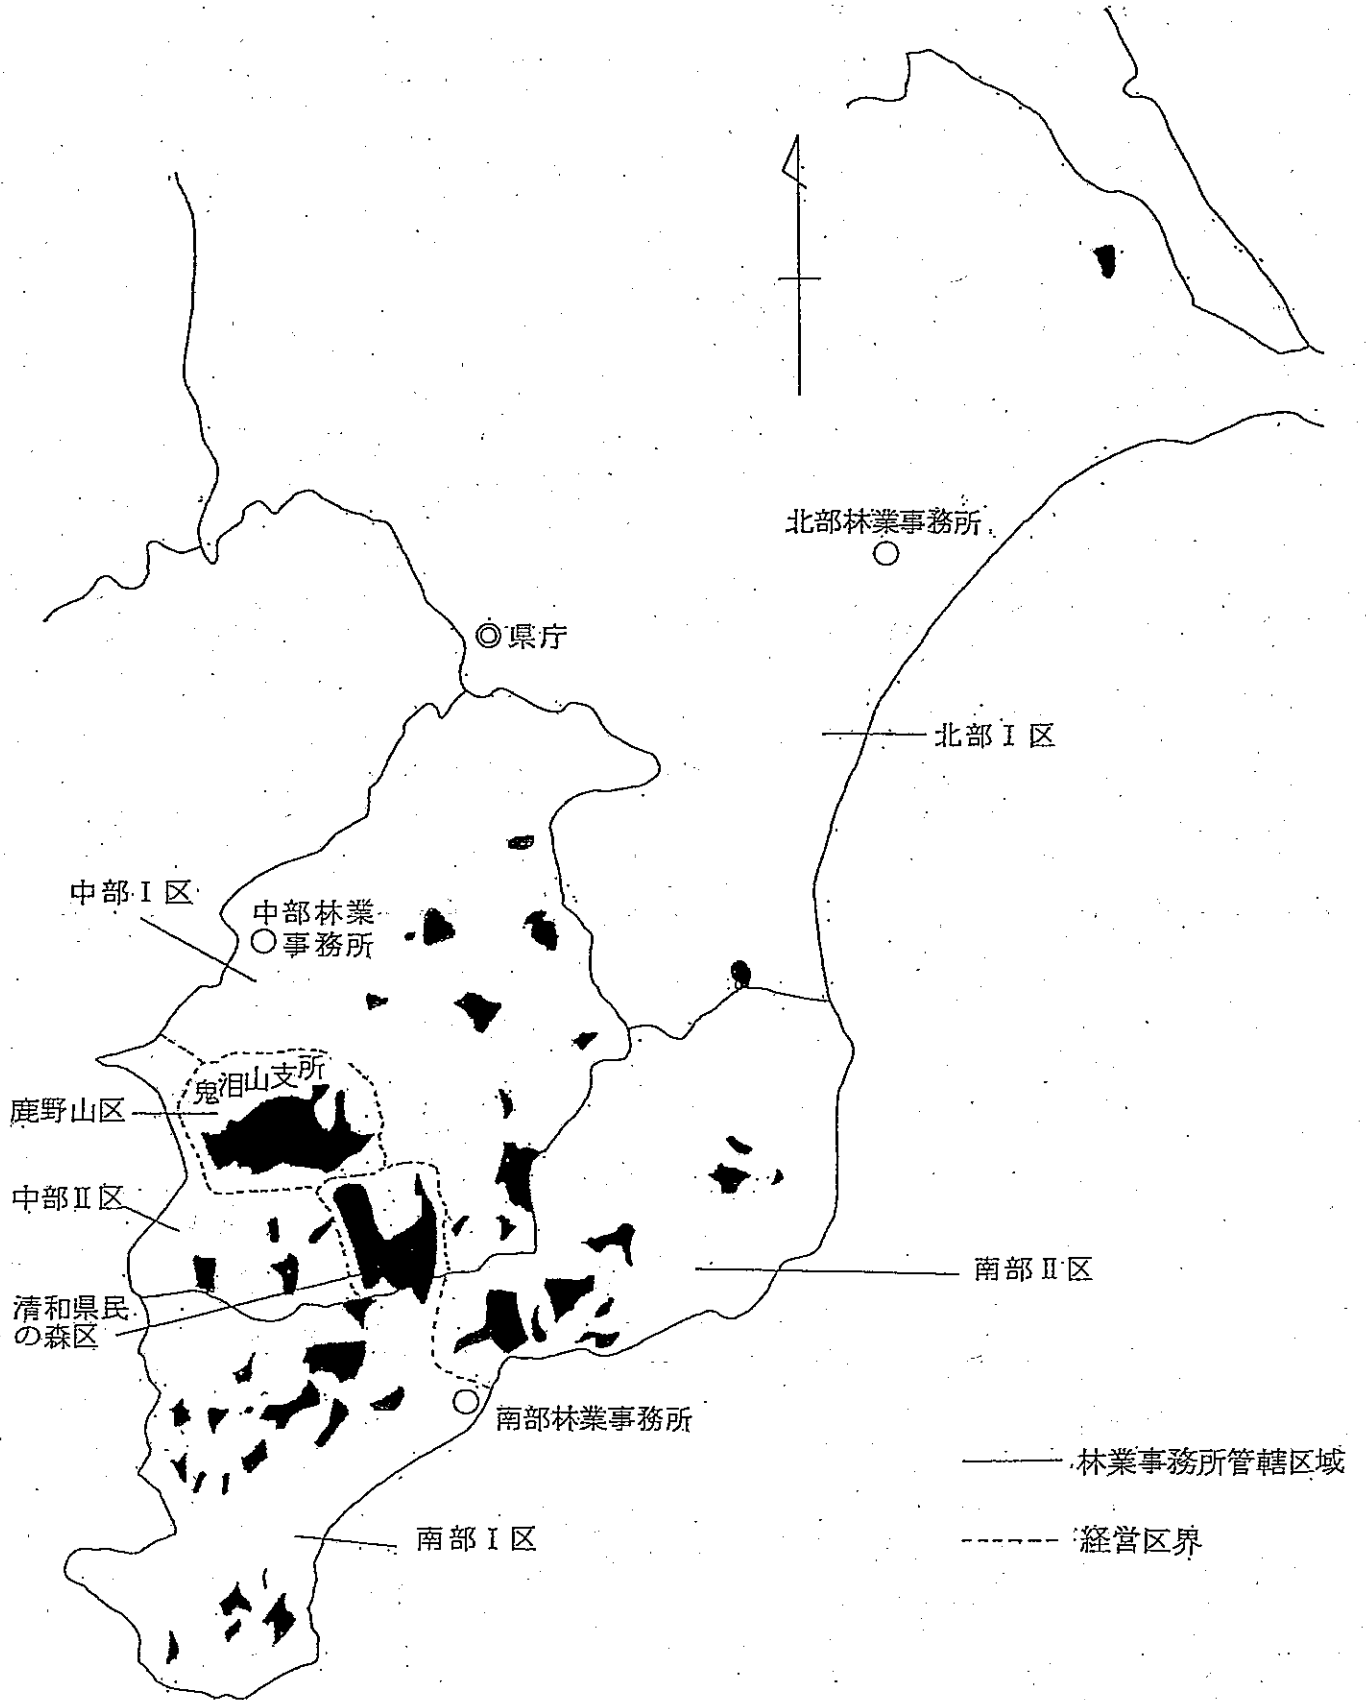 北部林業事務所
県庁
北部Ⅰ区
中部Ⅰ区
中部林業
事務所
鬼泪山支所
鹿野山区
中部Ⅱ区
南部Ⅱ区
清和県民
の森区
南部林業事務所
林業事務所管轄区域
南部Ⅰ区
経営区界